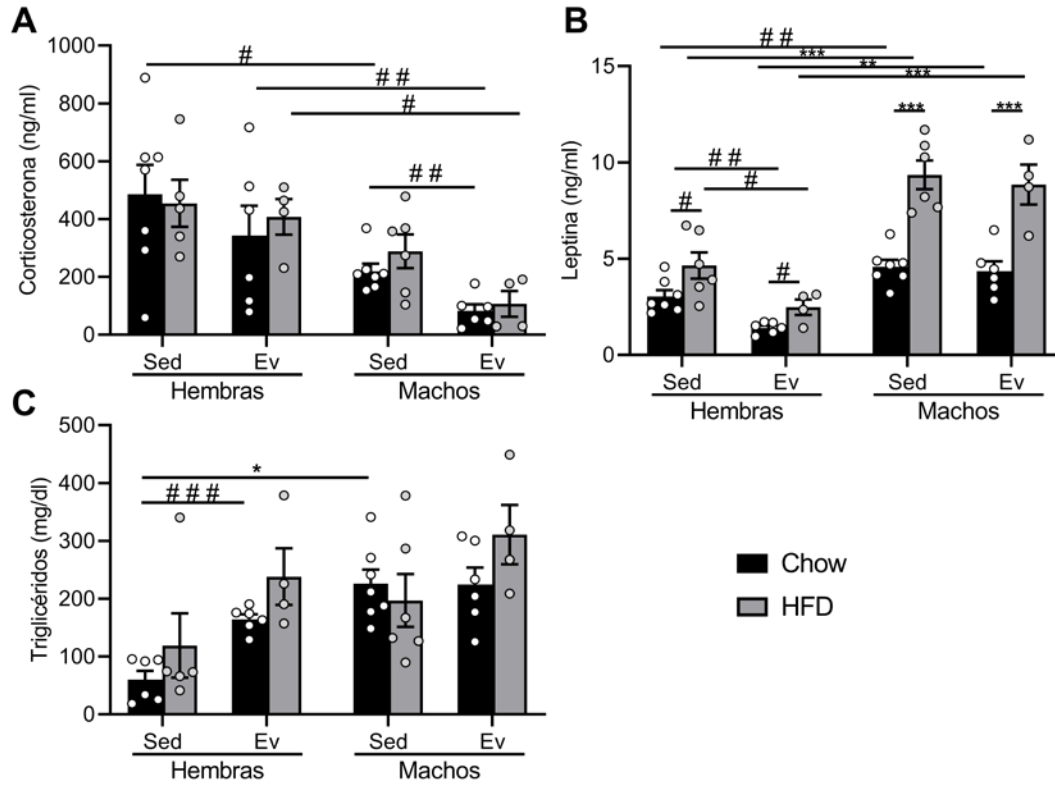 A
Corticosterona (ng/ml)
1000
800
600
400
200
0
#
# #
#
# #
Sed Ev Sed Ev
Hembras Machos
B
Leptina (ng/ml)
15
10
5
0
# #
***
**
***
***
***
# #
#
#
#
Sed Ev Sed Ev
Hembras Machos
C
Triglicéridos (mg/dl)
500
400
300
200
100
0
*
# # #
Sed Ev Sed Ev
Hembras Machos
Chow
HFD